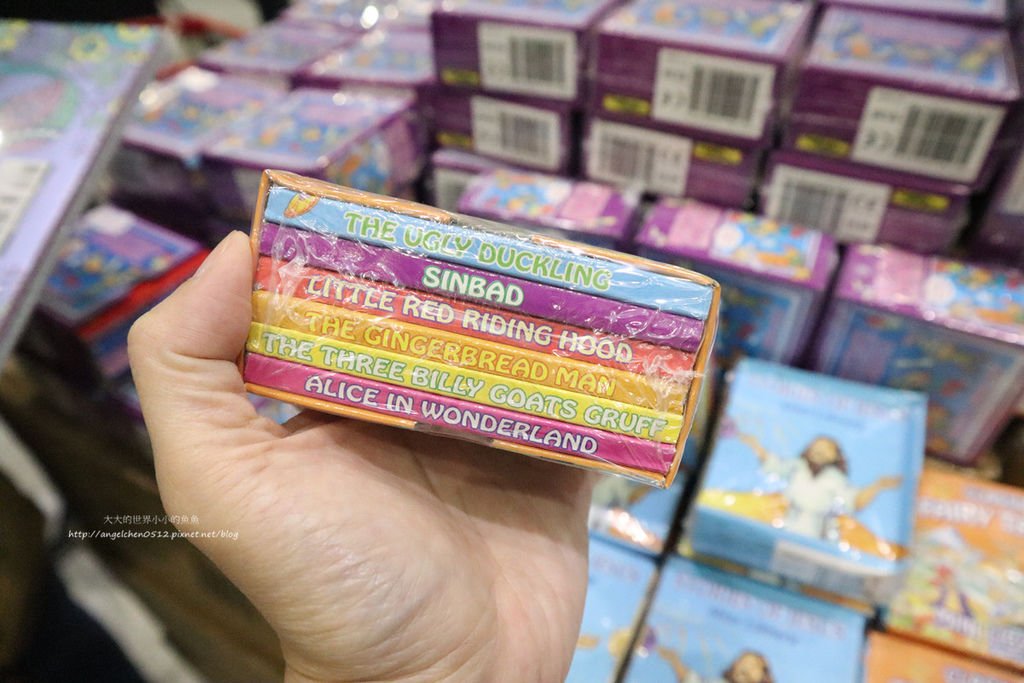 THE UGLY DUCKLING
SINBAD
LITTLE RED RIDING HOOD
THE GINGERBREAD MAN
THE THREE BILLY GOATS GRUFF
ALICE IN WONDERLAND
大大的世界小小的魚魚
http://angelchen0512.pixnet.net/blog